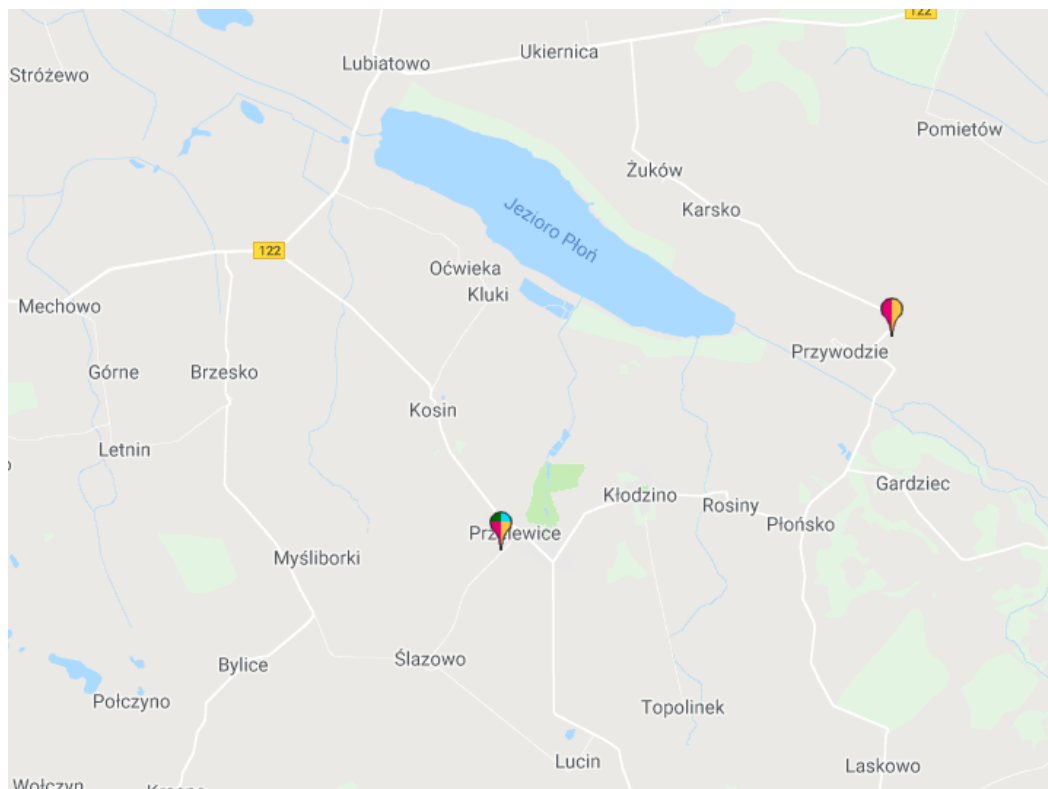 122
Ukiernica
Lubiatowo
Stróżewo
Pomietów
Żuków
Karsko
Jezioro Płoń
122
Oćwieka
Kluki
Mechowo
Przywodzie
Górne
Brzesko
Kosin
Letnin
Gardziec
Kłodzino
Rosiny
Płońsko
Myśliborki
Ślazowo
Bylice
Połczyno
Topolinek
Lucin
Laskowo